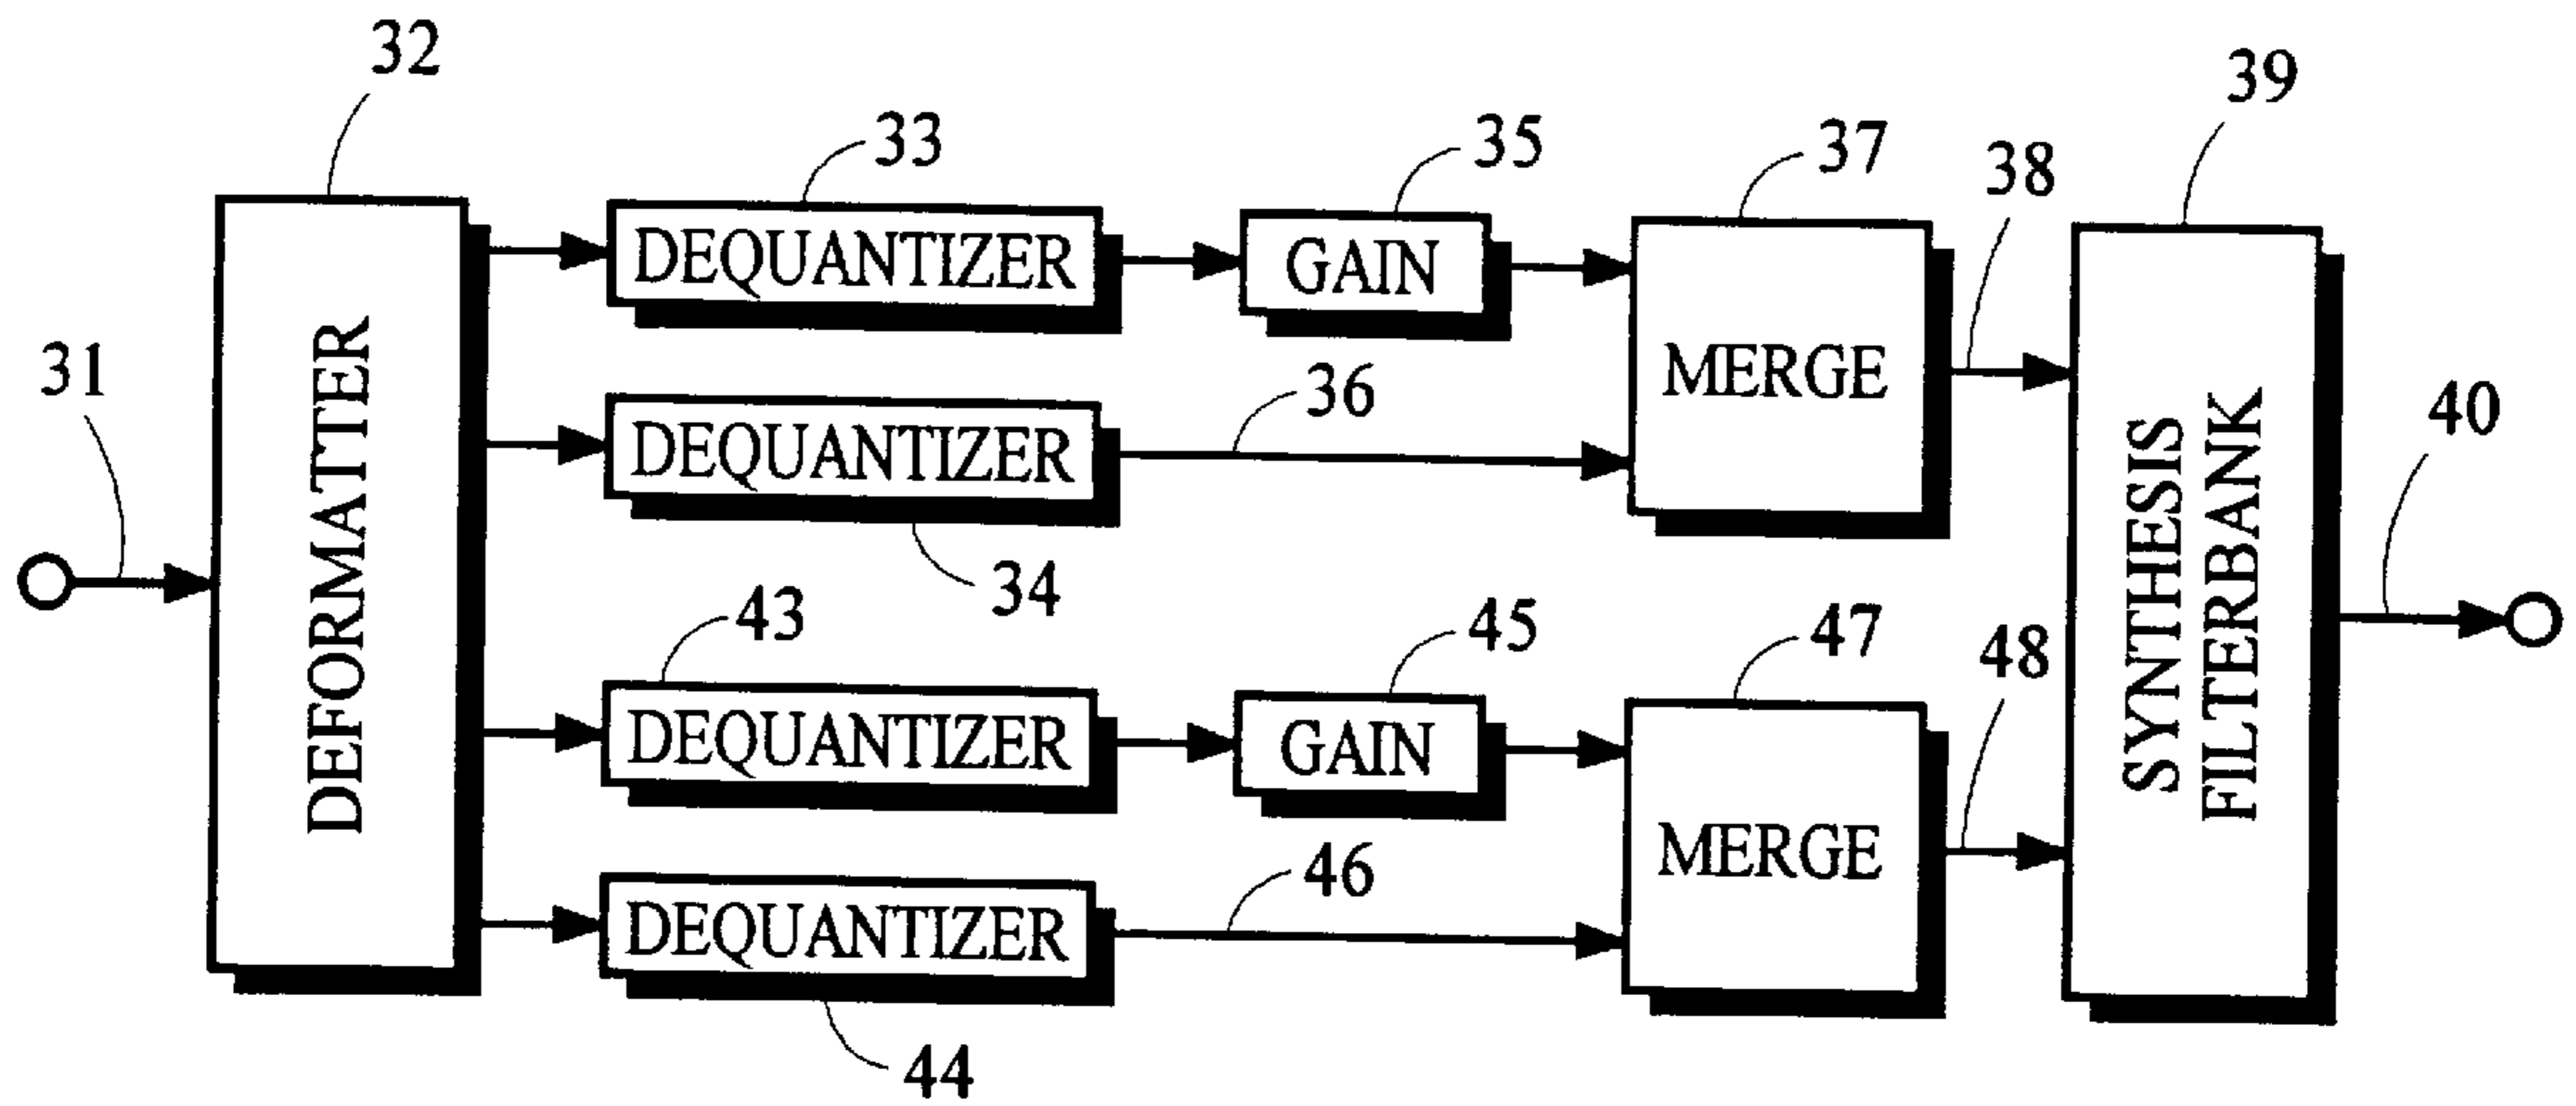 32
33
35
37
38
39
DEQUANTIZER
GAIN
MERGE
31
DEFORMATTER
36
DEQUANTIZER
34
40
SYNTHESIS
FILTERBANK
43
45
47
48
DEQUANTIZER
GAIN
MERGE
46
DEQUANTIZER
44